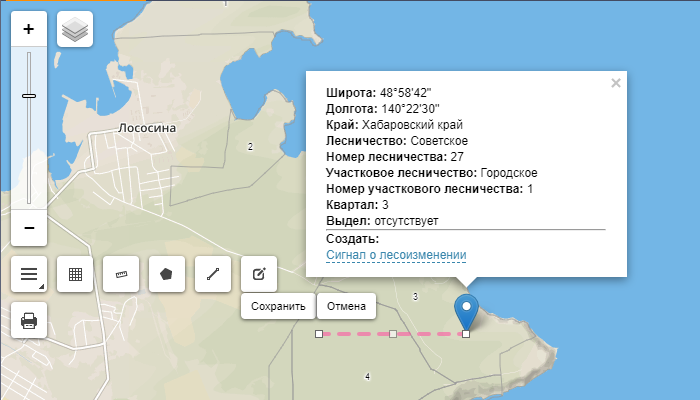 +
×
Широта: 48°58'42"
Долгота: 140°22'30"
Край: Хабаровский край
Лесничество: Советское
Номер лесничества: 27
Участковое лесничество: Городское
Номер участкового лесничества: 1
Квартал: 3
Выдел: отсутствует
Создать:
Сигнал о лесоизменении
Лососина
2
−
3
Сохранить Отмена
4